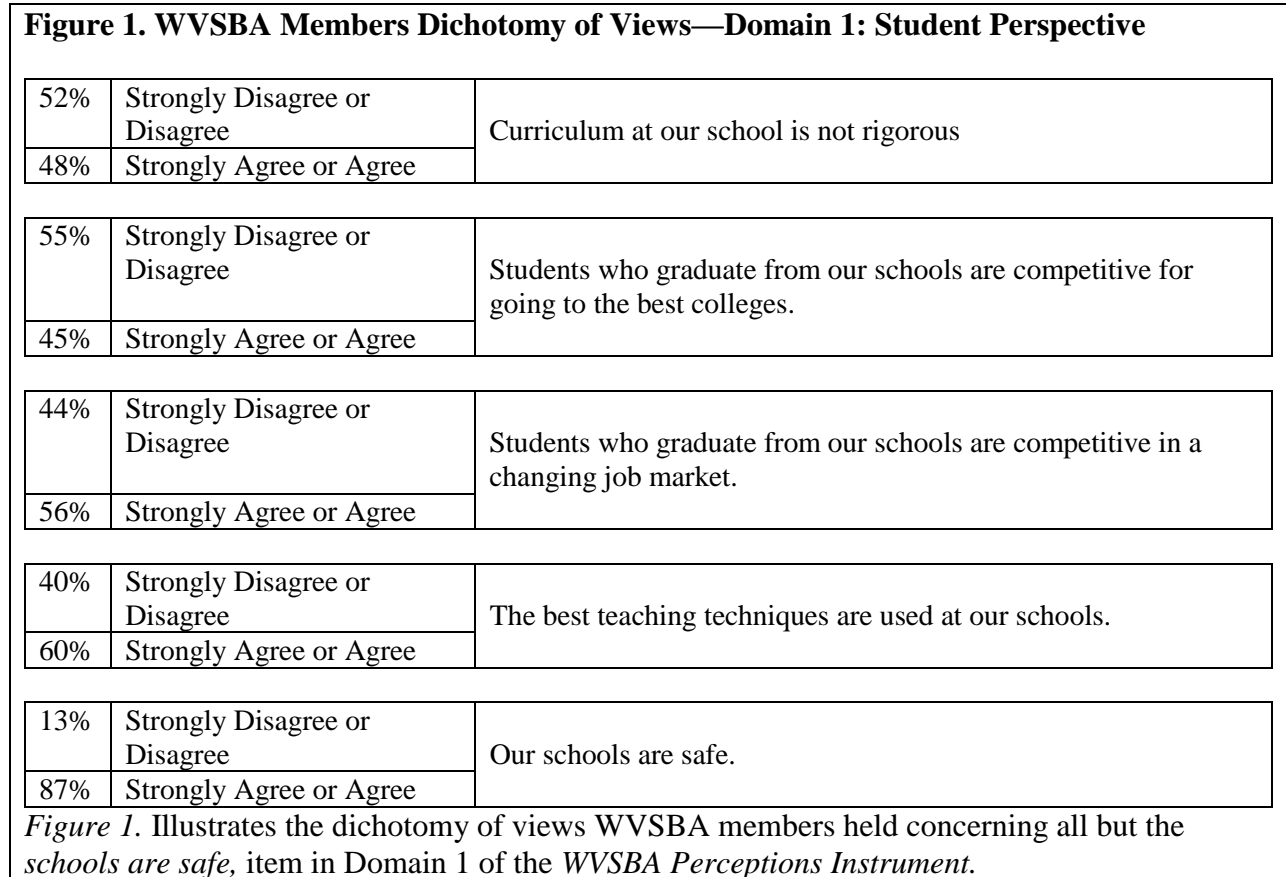 Figure 1. WVSBA Members Dichotomy of Views—Domain 1: Student Perspective
52% Strongly Disagree or
Disagree
Curriculum at our school is not rigorous
48% Strongly Agree or Agree
55% Strongly Disagree or
Disagree
Students who graduate from our schools are competitive for
going to the best colleges.
45% Strongly Agree or Agree
44% Strongly Disagree or
Disagree
Students who graduate from our schools are competitive in a
changing job market.
56% Strongly Agree or Agree
40% Strongly Disagree or
Disagree
The best teaching techniques are used at our schools.
60% Strongly Agree or Agree
13% Strongly Disagree or
Disagree
Our schools are safe.
87% Strongly Agree or Agree
Figure 1. Illustrates the dichotomy of views WVSBA members held concerning all but the
schools are safe, item in Domain 1 of the WVSBA Perceptions Instrument.